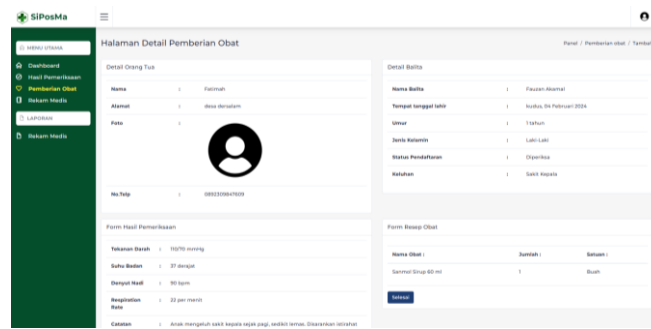 SiPosMa
MENU UTAMA
Dashboard
Hasil Pemeriksaan
Pemberian Obat
Rekam Medis
LAPORAN
Rekam Medis
Halaman Detail Pemberian Obat
Panel / Pemberian obat / Tambah
Detail Orang Tua
Nama : Fatimah
Alamat : desa dersalam
Foto :
No.Telp : 0892309847609
Detail Balita
Nama Balita : Fauzan Akamal
Tempat tanggal lahir : kudus, 04 Februari 2024
Umur : 1 tahun
Jenis Kelamin : Laki-Laki
Status Pendaftaran : Diperiksa
Keluhan : Sakit Kepala
Form Hasil Pemeriksaan
Tekanan Darah : 110/70 mmHg
Suhu Badan : 37 derajat
Denyut Nadi : 90 bpm
Respiration Rate : 22 per menit
Catatan : Anak mengeluh sakit kepala sejak pagi, sedikit lemas. Disarankan istirahat
Form Resep Obat
Nama Obat : Jumlah : Satuan :
Sanmol Sirup 60 ml 1 Buah
Selesai